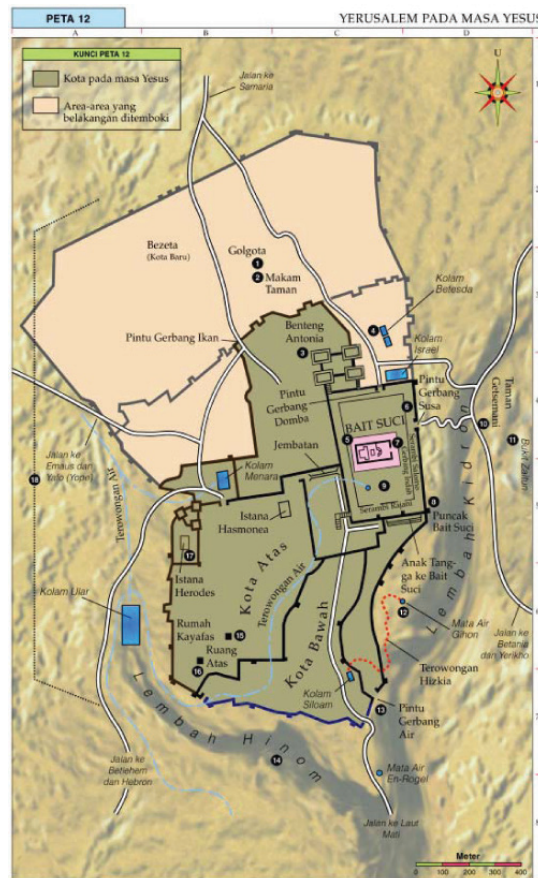 PETA 12
YERUSALEM PADA MASA YESUS
A
B
C
D
KUNCI PETA 12
Kota pada masa Yesus
Area-area yang
belakangan ditemboki
U
Jalan ke
Samaria
Bezeta
(Kota Baru)
Golgota
1
2
Makam
Taman
Kolam
Betesda
4
Benteng
Antonia
3
Pintu Gerbang Ikan
Kolam
Israel
Pintu
Gerbang
Domba
Pintu
Gerbang
Susa
6
BAIT SUCI
5
7
Taman
Getsemani
10
11
Bukit Zaitun
Jalan ke
Emaus dan
Yafo (Yope)
18
Terowongan Air
Jembatan
Kolam
Menara
9
Serambi Salomo
Serambi Rajani
8
Puncak
Bait Suci
Istana
Hasmonea
17
Istana
Herodes
Kota Atas
Terowongan Air
Anak Tang-
ga ke Bait
Suci
Lembah Kidron
Kolam Ular
Rumah
Kayafas
15
Ruang
Atas
16
Kota Bawah
12
Mata Air
Gihon
Jalan ke
Betania
dan Yerikho
Terowongan
Hizkia
Kolam
Siloam
13
Pintu
Gerbang
Air
Lembah Hinom
14
Jalan ke
Betlehem
dan Hebron
Mata Air
En-Rogel
Jalan ke Laut
Mati
Meter
0 100 200 300 400